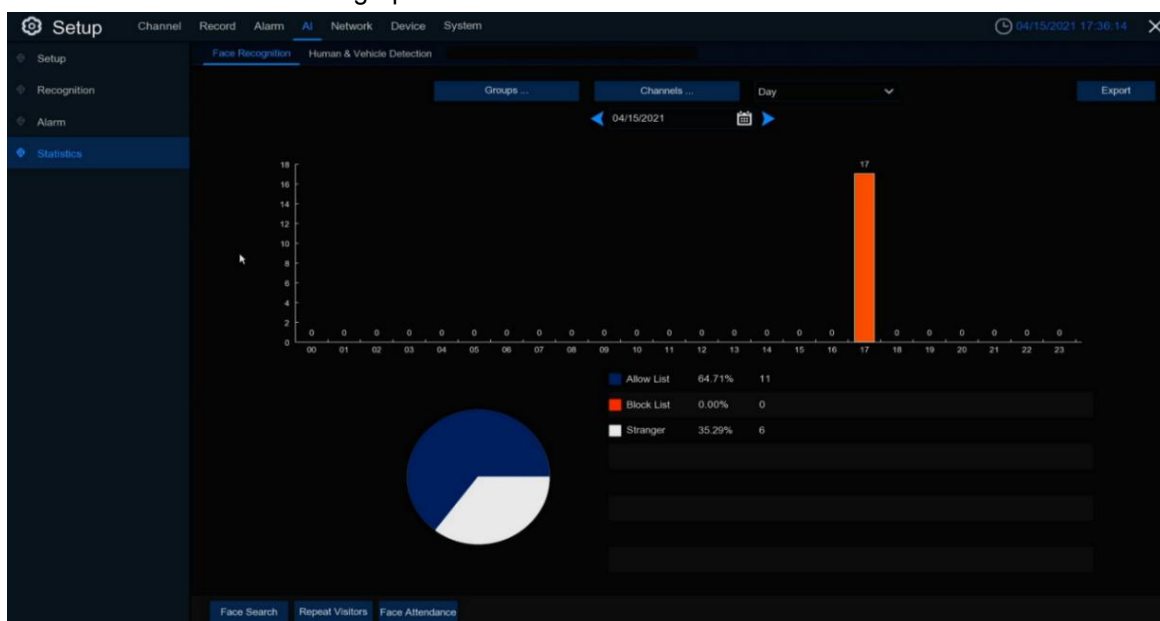 Setup Channel Record Alarm AI Network Device System 04/15/2021 17:36:14
Setup
Recognition
Alarm
Statistics
Face Recognition Human & Vehicle Detection
Groups ... Channels ... Day Export
04/15/2021
18
16
14
12
10
8
6
4
2
0
17
0 0 0 0 0 0 0 0 0 0 0 0 0 0 0 0 0 0 0 0 0 0 0 0
00 01 02 03 04 05 06 07 08 09 10 11 12 13 14 15 16 17 18 19 20 21 22 23
Allow List 64.71% 11
Block List 0.00% 0
Stranger 35.29% 6
Face Search Repeat Visitors Face Attendance